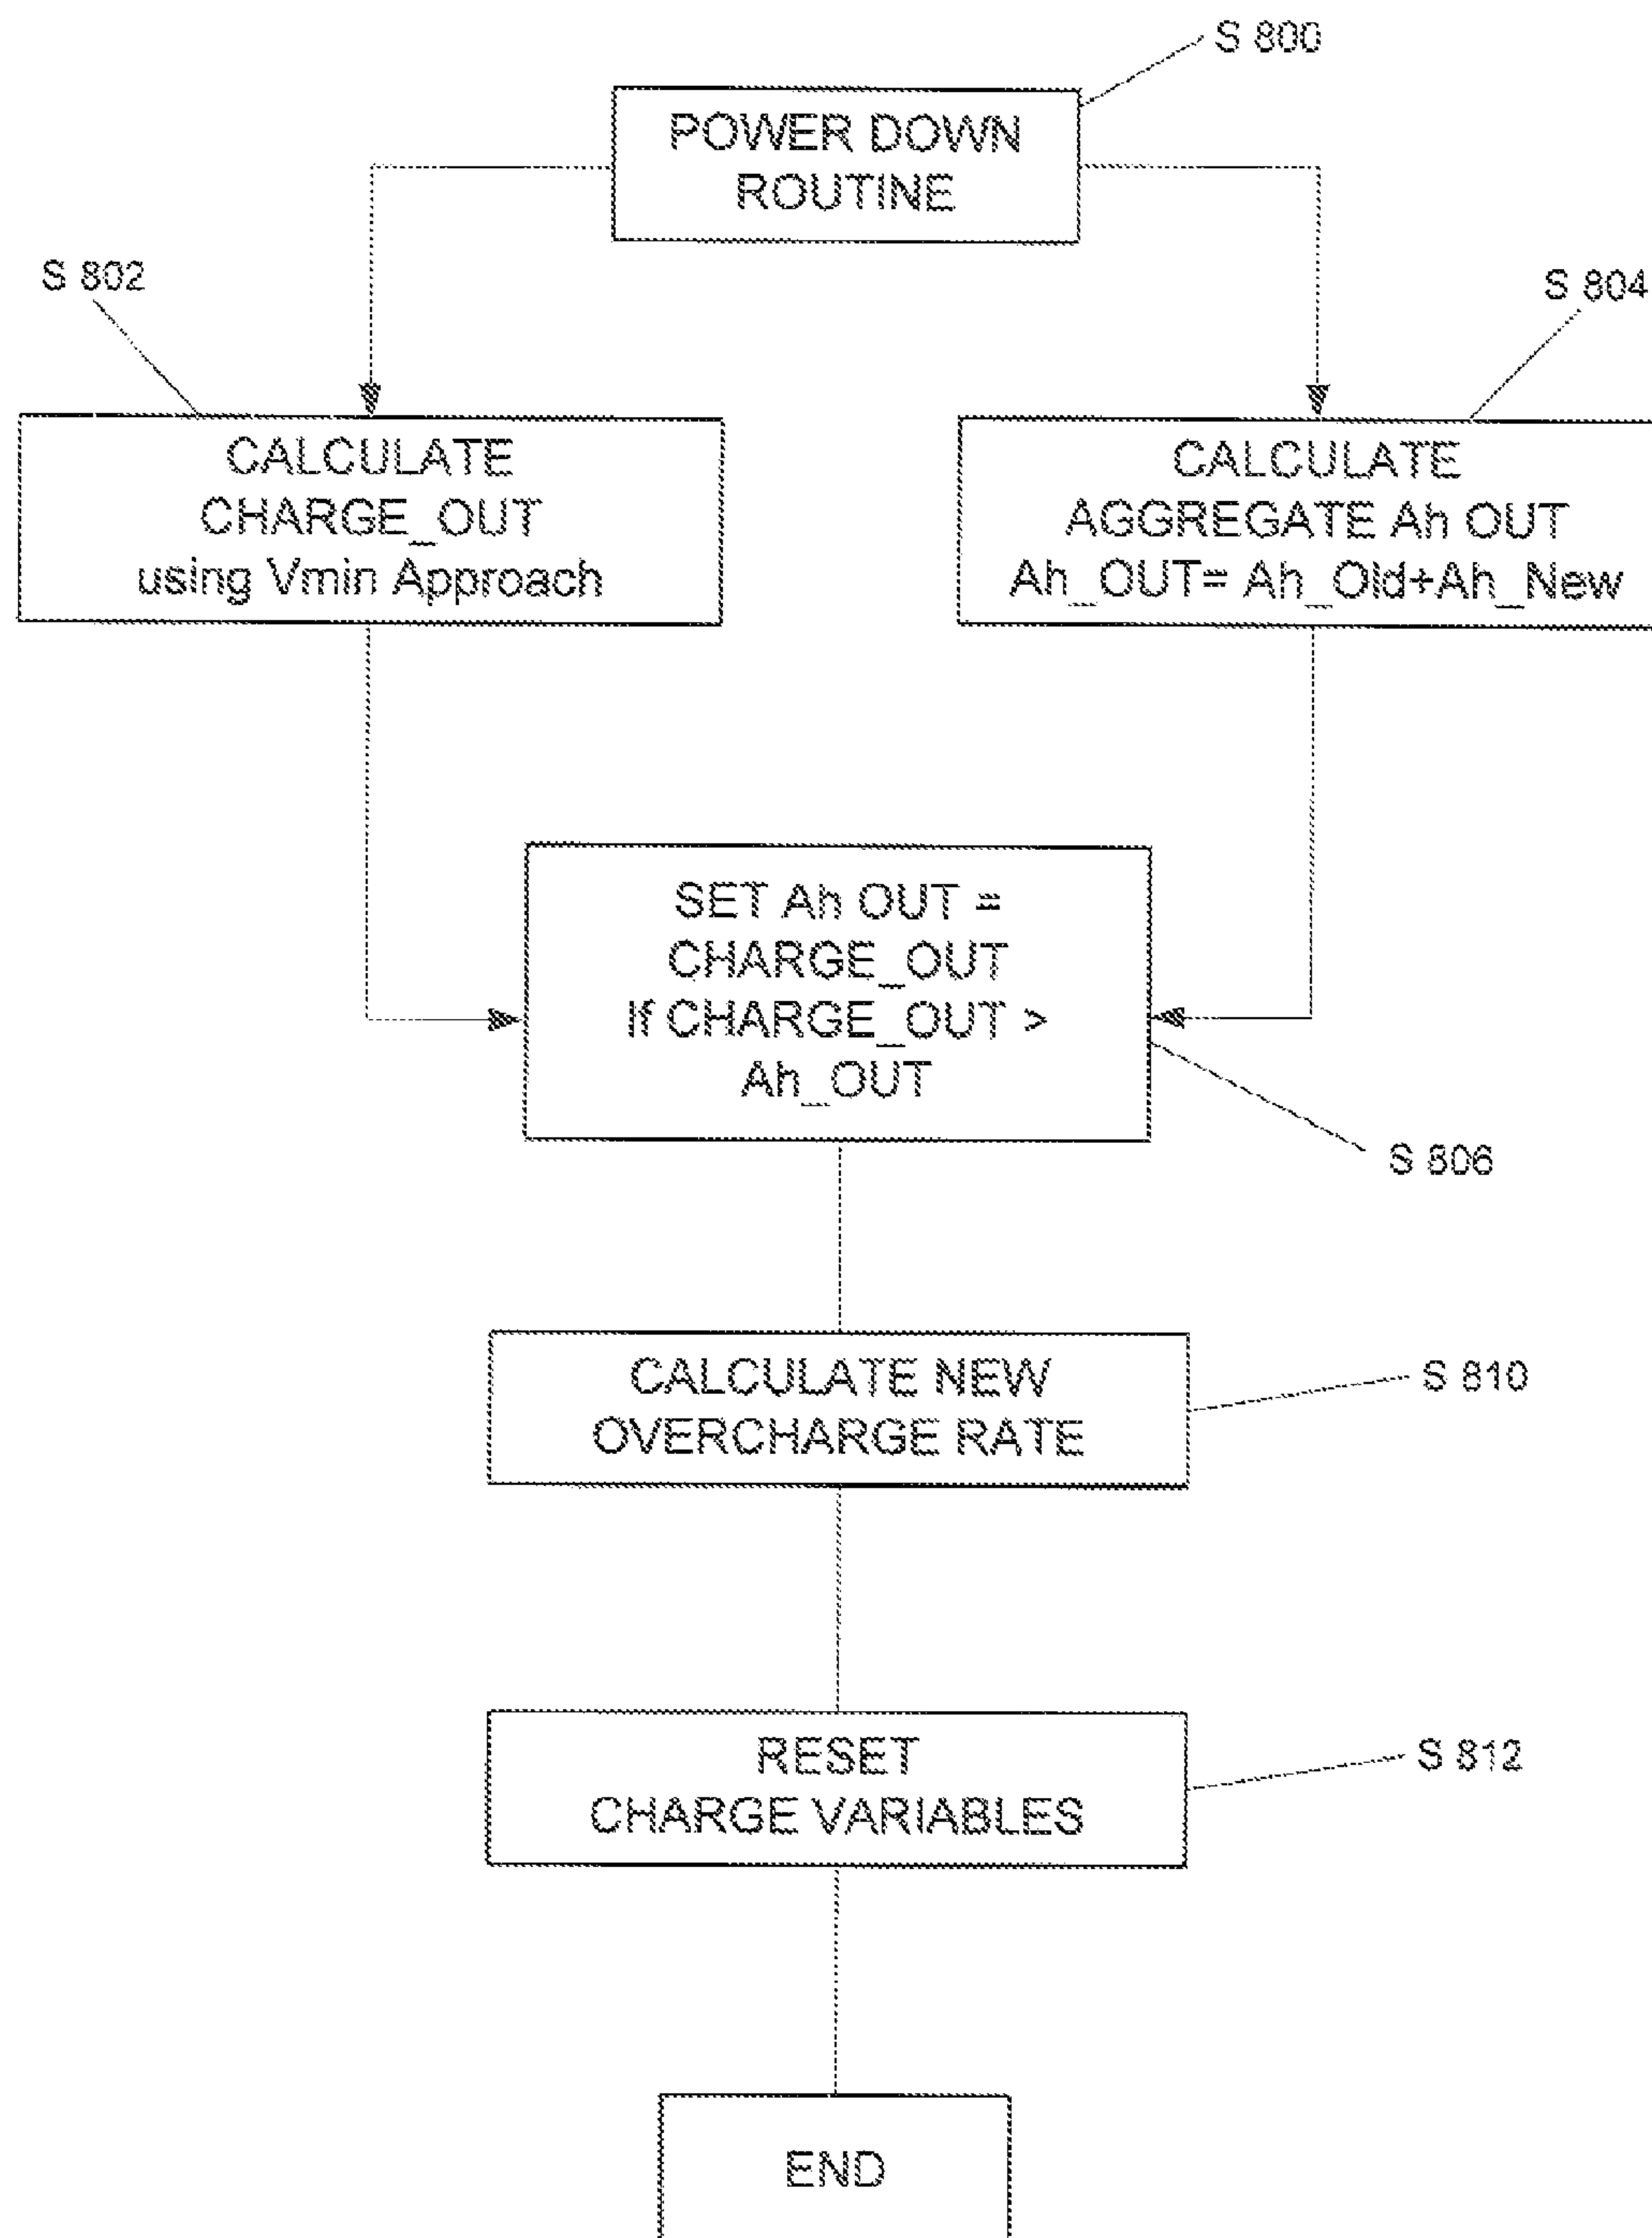 S 800
POWER DOWN
ROUTINE
S 802
S 804
CALCULATE
CHARGE_OUT
using Vmin Approach
CALCULATE
AGGREGATE Ah OUT
Ah_OUT= Ah_Old+Ah_New
SET Ah OUT =
CHARGE_OUT
If CHARGE_OUT >
Ah_OUT
S 806
CALCULATE NEW
OVERCHARGE RATE
S 810
RESET
CHARGE VARIABLES
S 812
END